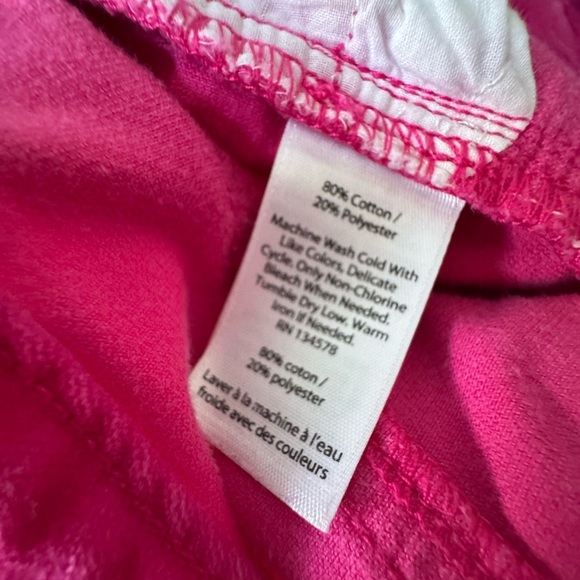 80% Cotton /
20% Polyester
Machine Wash Cold With
Like Colors, Delicate
Cycle. Only Non-Chlorine
Bleach When Needed.
Tumble Dry Low, Warm
Iron if Needed.
RN 134578
80% coton /
20% polyester
Laver à la machine à l'eau
froide avec des couleurs